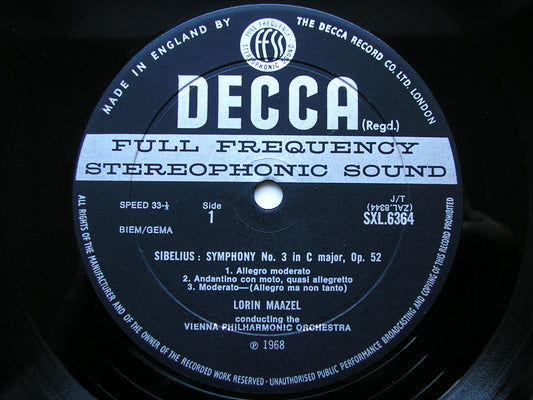 MADE IN ENGLAND BY THE DECCA RECORD CO. LTD. LONDON
FULL FREQUENCY
ffss
STEREOPHONIC SOUND
DECCA (Regd.)
FULL FREQUENCY
STEREOPHONIC SOUND
SPEED 33-⅓
Side
1
T/J
(ZAL.6344)
SXL.6364
BIEM/GEMA
SIBELIUS: SYMPHONY No. 3 in C major, Op. 52
1. Allegro moderato
2. Andantino con moto, quasi allegretto
3. Moderato—(Allegro ma non tanto)
LORIN MAAZEL
conducting the
VIENNA PHILHARMONIC ORCHESTRA
℗ 1968
ALL RIGHTS OF THE MANUFACTURER AND OF THE OWNER OF THE RECORDED WORK RESERVED · UNAUTHORISED PUBLIC PERFORMANCE BROADCASTING AND COPYING OF THIS RECORD PROHIBITED